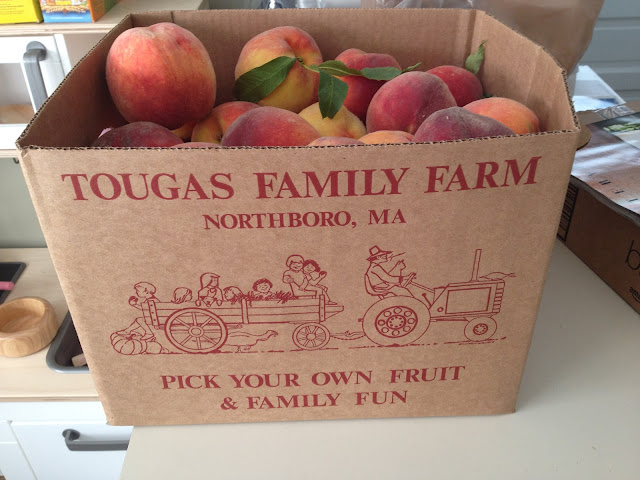 TOUGAS FAMILY FARM
NORTHBORO, MA
PICK YOUR OWN FRUIT
& FAMILY FUN